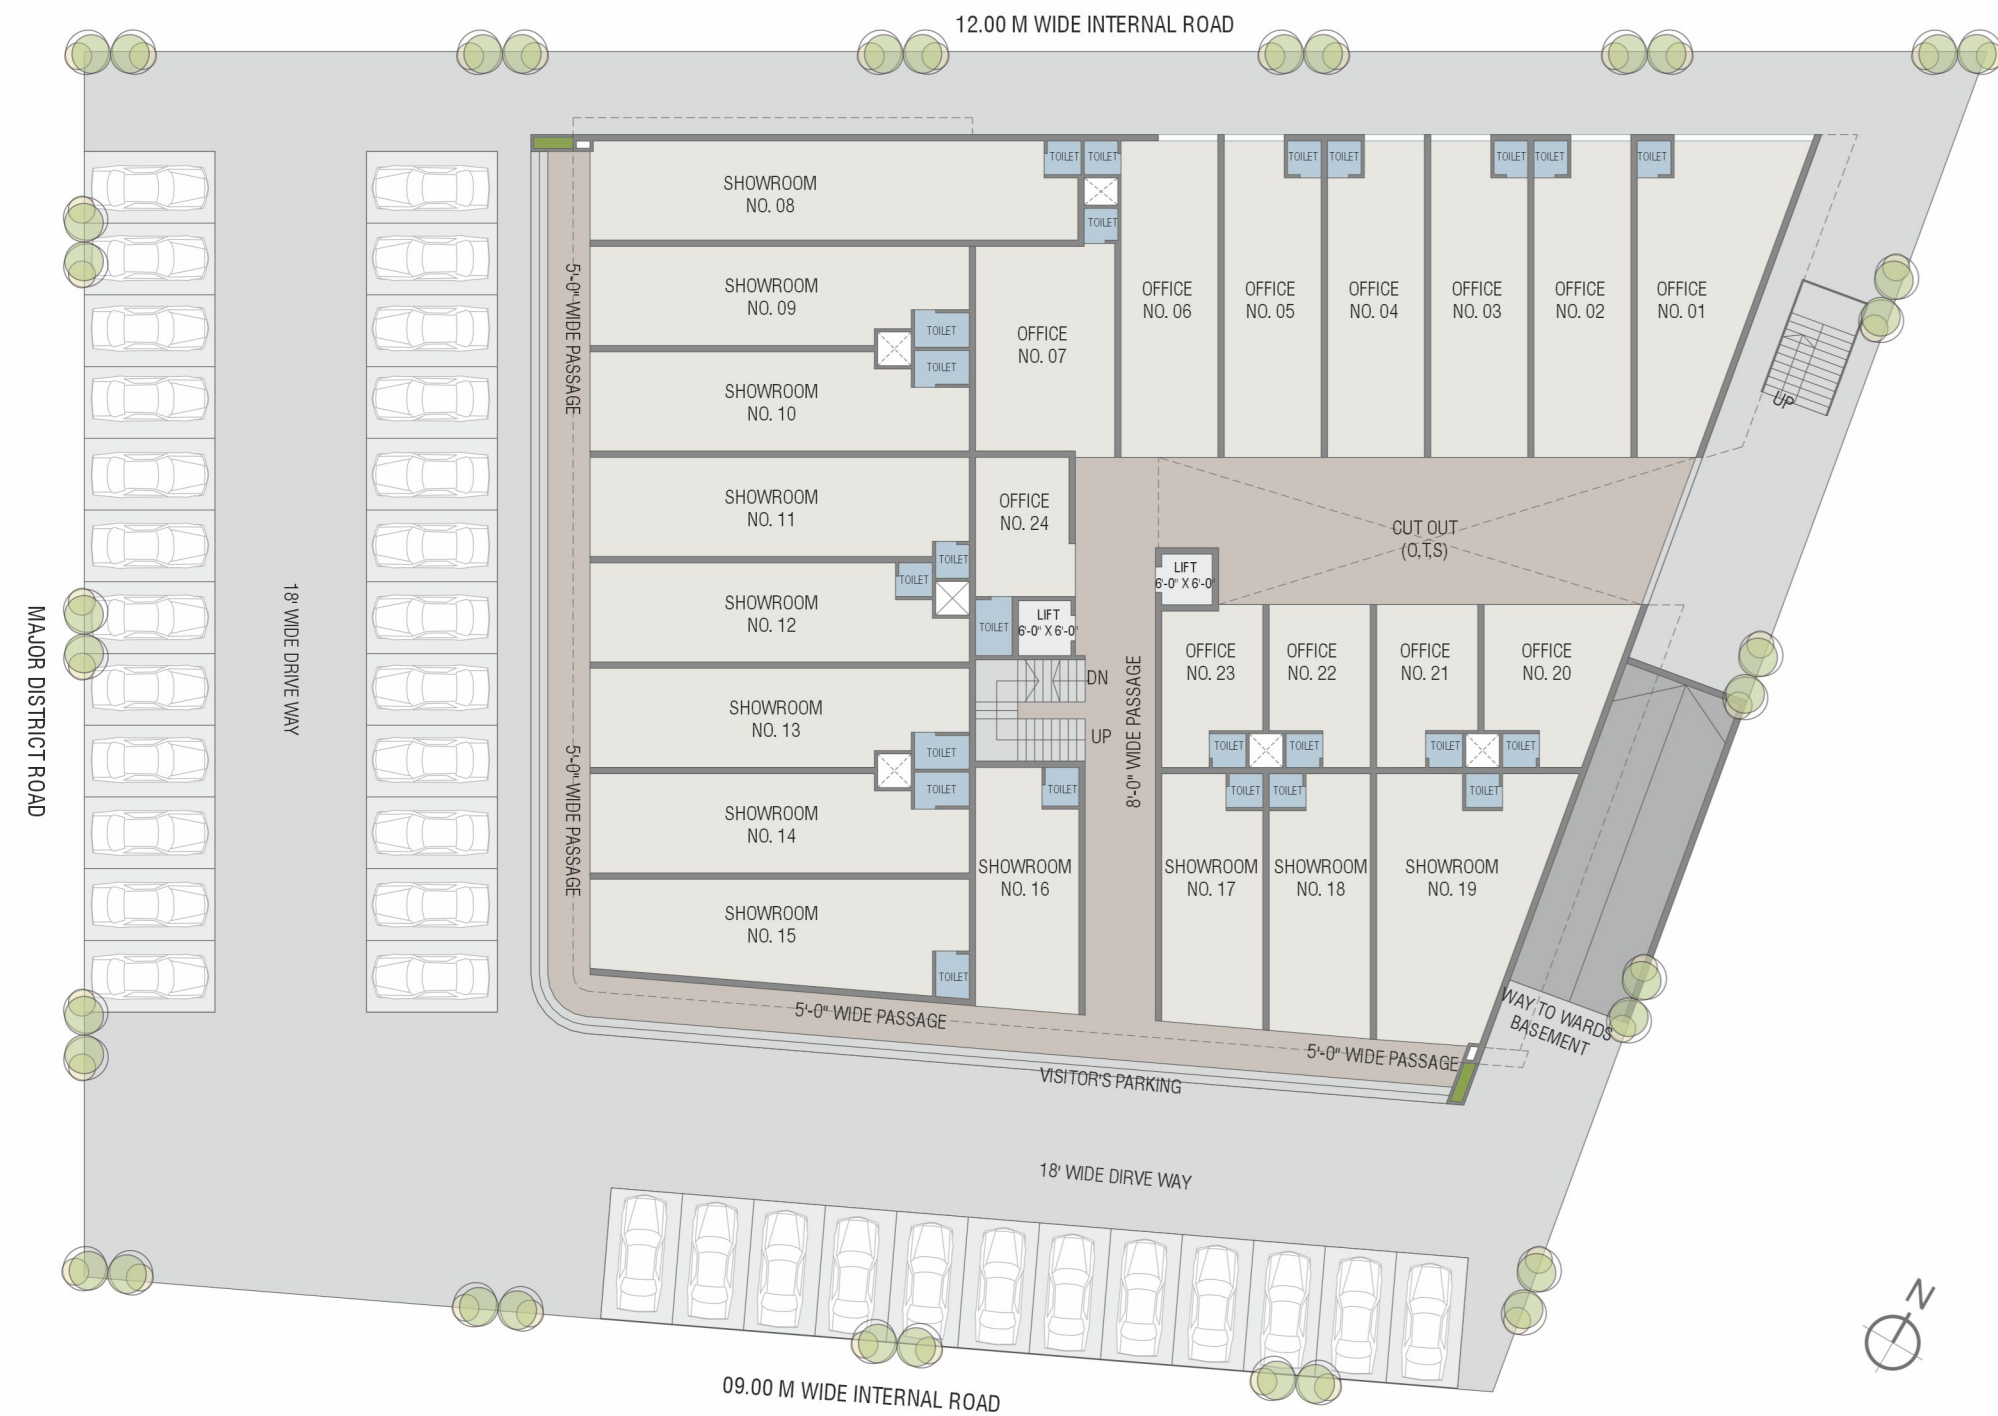 12.00 M WIDE INTERNAL ROAD
TOILET
TOILET
TOILET
TOILET
TOILET
TOILET
TOILET
SHOWROOM
NO. 08
TOILET
5'-0" WIDE PASSAGE
SHOWROOM
NO. 09
TOILET
TOILET
SHOWROOM
NO. 10
OFFICE
NO. 07
OFFICE
NO. 06
OFFICE
NO. 05
OFFICE
NO. 04
OFFICE
NO. 03
OFFICE
NO. 02
OFFICE
NO. 01
UP
SHOWROOM
NO. 11
OFFICE
NO. 24
CUT OUT
(O,T,S)
TOILET
TOILET
LIFT
6'-0" X 6'-0"
SHOWROOM
NO. 12
TOILET
LIFT
6'-0" X 6'-0"
MAJOR DISTRICT ROAD
18' WIDE DRIVE WAY
OFFICE
NO. 23
OFFICE
NO. 22
OFFICE
NO. 21
OFFICE
NO. 20
DN
UP
8'-0" WIDE PASSAGE
SHOWROOM
NO. 13
TOILET
TOILET
TOILET
TOILET
TOILET
TOILET
TOILET
TOILET
TOILET
TOILET
5'-0" WIDE PASSAGE
SHOWROOM
NO. 14
SHOWROOM
NO. 16
SHOWROOM
NO. 17
SHOWROOM
NO. 18
SHOWROOM
NO. 19
SHOWROOM
NO. 15
TOILET
5'-0" WIDE PASSAGE
WAY TO WARDS
BASEMENT
5'-0" WIDE PASSAGE
VISITOR'S PARKING
18' WIDE DIRVE WAY
N
09.00 M WIDE INTERNAL ROAD